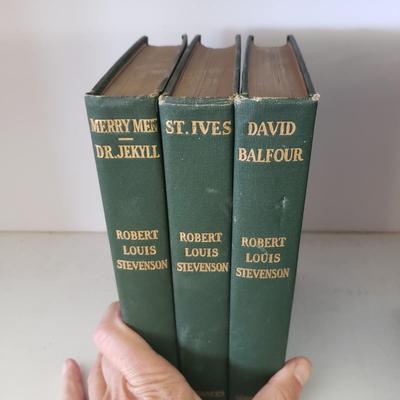 MERRY MEN
DR. JEKYLL
ROBERT
LOUIS
STEVENSON
ST. IVES
ROBERT
LOUIS
STEVENSON
DAVID
BALFOUR
ROBERT
LOUIS
STEVENSON